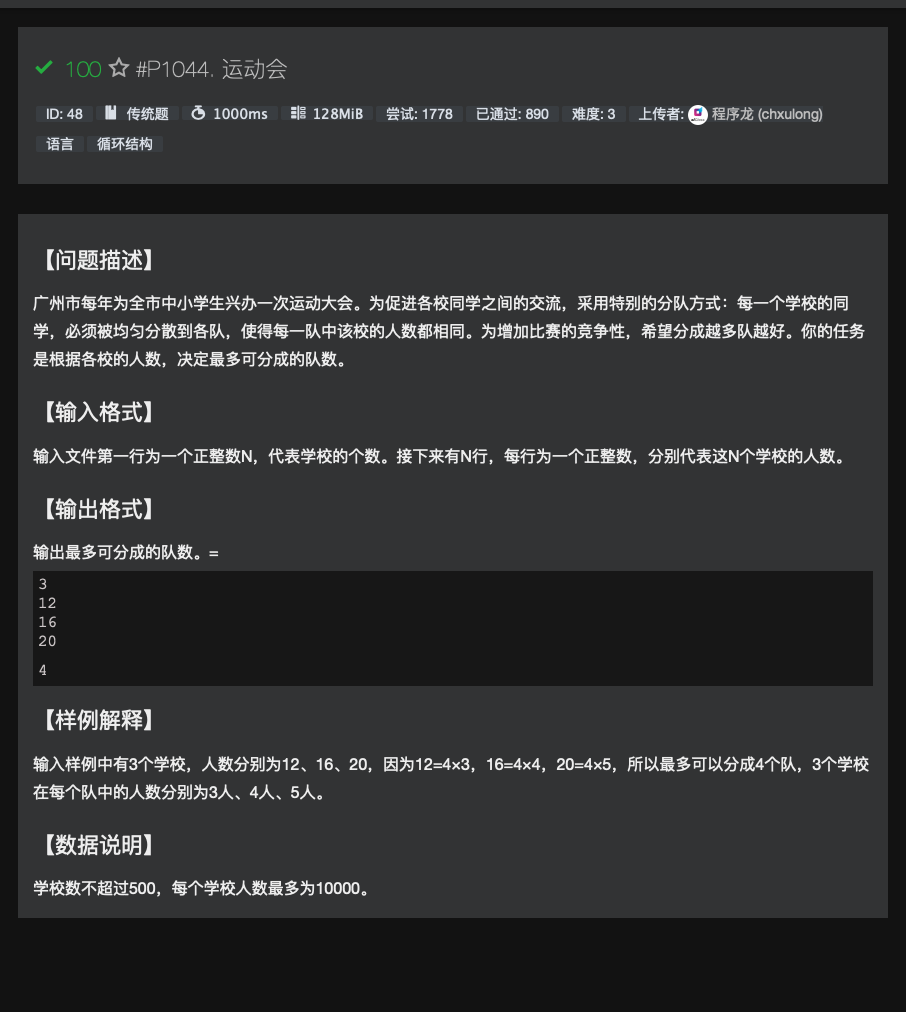 100 #P1044. 运动会
ID: 48 传统题 1000ms 128MiB 尝试: 1778 已通过: 890 难度: 3 上传者: 程序龙 (chxulong)
语言 循环结构
【问题描述】
广州市每年为全市中小学生兴办一次运动大会。为促进各校同学之间的交流，采用特别的分队方式：每一个学校的同
学，必须被均匀分散到各队，使得每一队中该校的人数都相同。为增加比赛的竞争性，希望分成越多队越好。你的任务
是根据各校的人数，决定最多可分成的队数。
【输入格式】
输入文件第一行为一个正整数N，代表学校的个数。接下来有N行，每行为一个正整数，分别代表这N个学校的人数。
【输出格式】
输出最多可分成的队数。=
3
12
16
20
4
【样例解释】
输入样例中有3个学校，人数分别为12、16、20，因为12=4×3，16=4×4，20=4×5，所以最多可以分成4个队，3个学校
在每个队中的人数分别为3人、4人、5人。
【数据说明】
学校数不超过500，每个学校人数最多为10000。